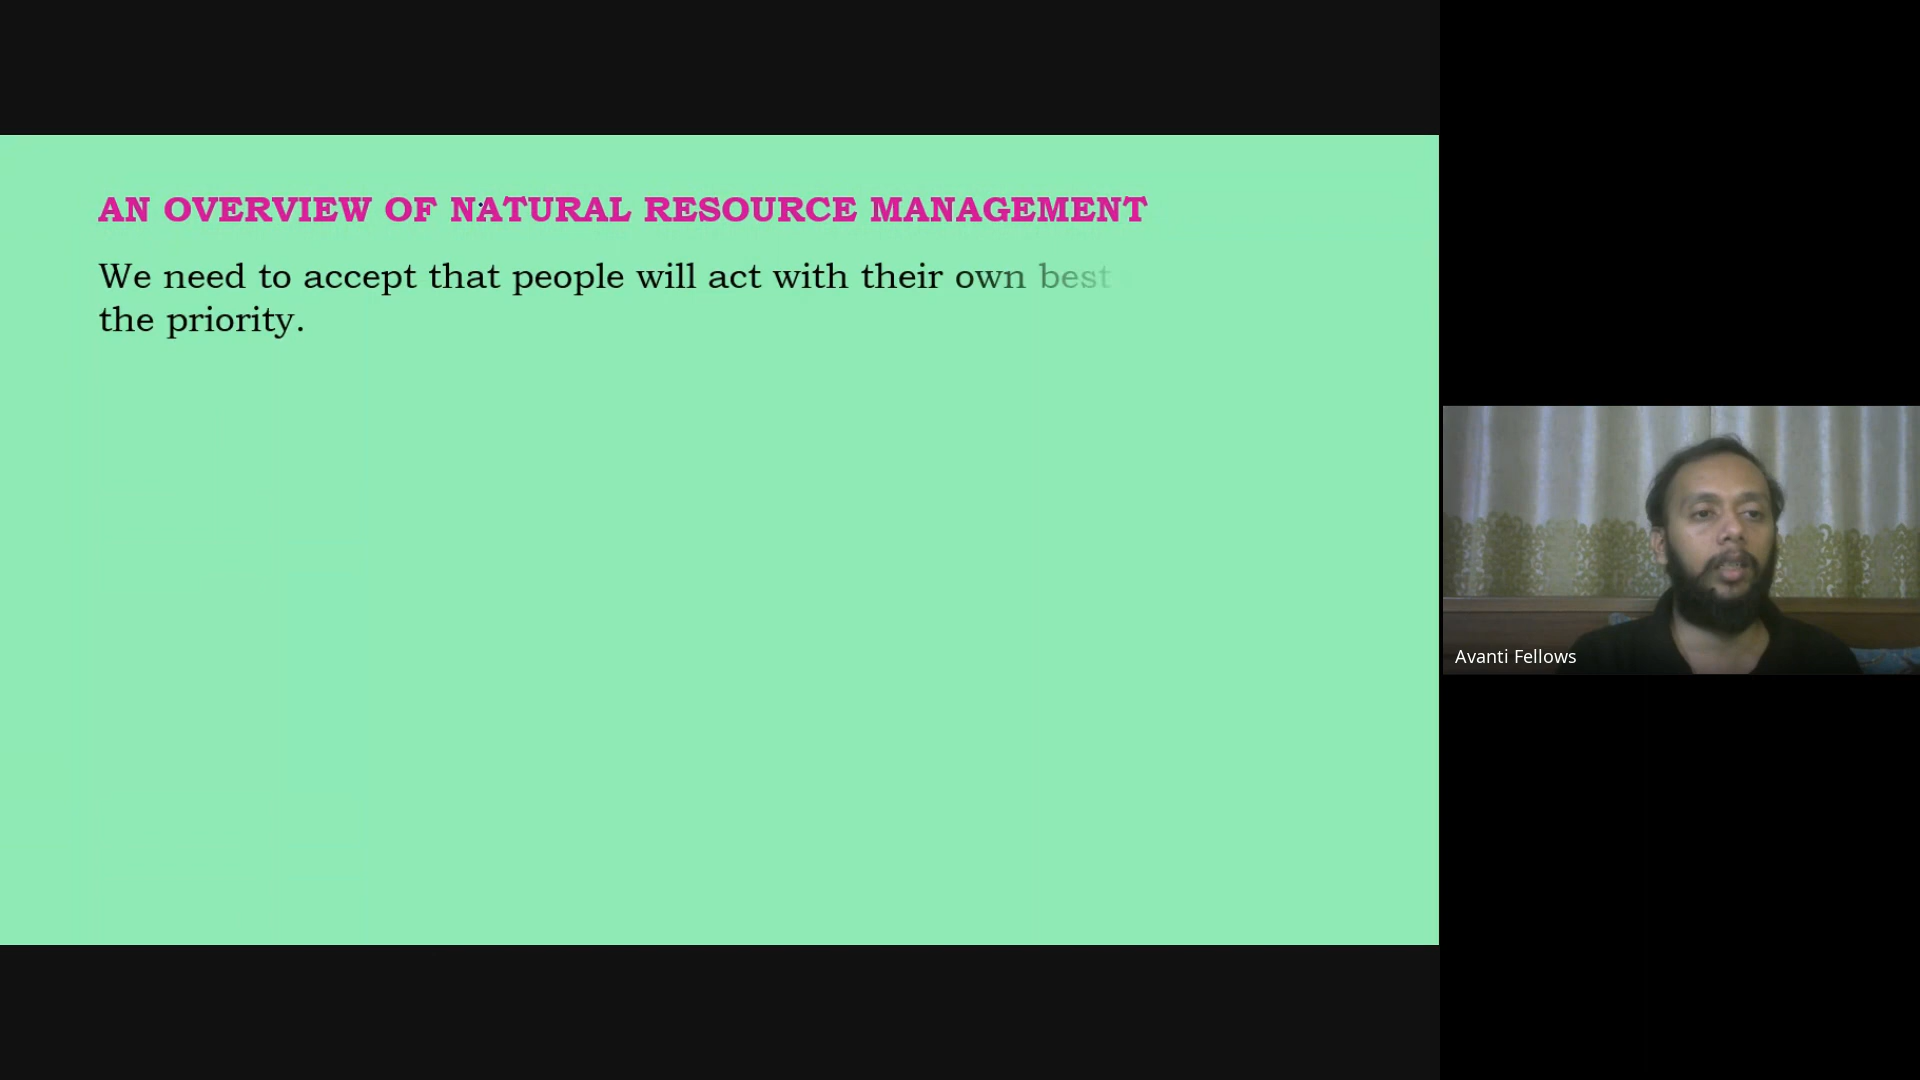 AN OVERVIEW OF NATURAL RESOURCE MANAGEMENT
We need to accept that people will act with their own best
the priority.
Avanti Fellows